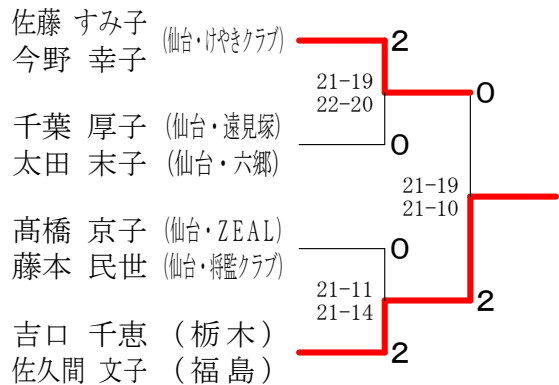 佐藤 すみ子 (仙台・けやきクラブ)
今野 幸子
2
21-19
22-20
0
千葉 厚子 (仙台・遠見塚)
太田 末子 (仙台・六郷)
0
21-19
21-10
髙橋 京子 (仙台・ZEAL)
藤本 民世 (仙台・将監クラブ)
0
21-11
21-14
2
吉口 千恵 (栃木)
佐久間 文子 (福島)
2